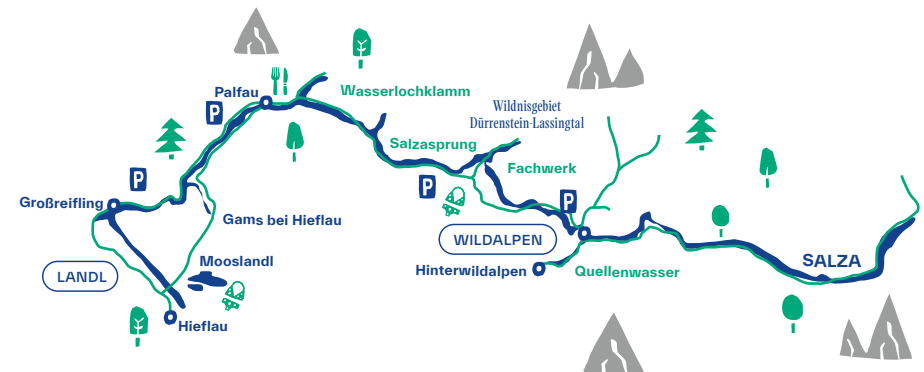 Palfau
Wasserlochklamm
P
Wildnisgebiet
Dürrenstein-Lassingtal
Salzasprung
Fachwerk
P
P
P
Großreifling
Gams bei Hieflau
WILDALPEN
Mooslandl
LANDL
Hinterwildalpen
Quellenwasser
SALZA
Hieflau